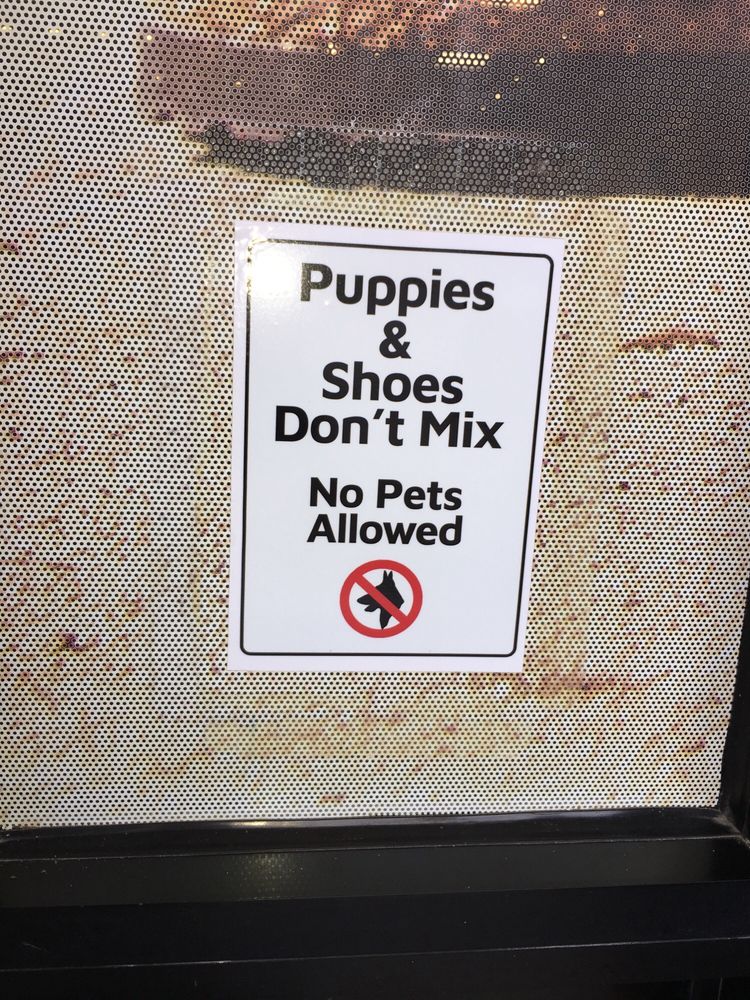 Puppies
&
Shoes
Don't Mix
No Pets
Allowed